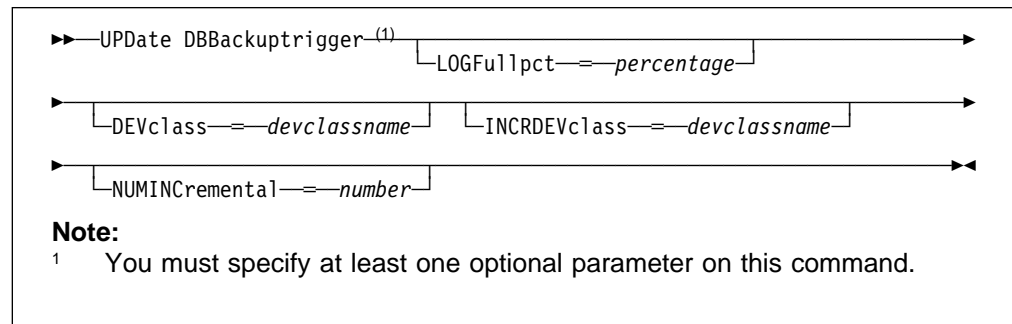 ►►──UPDate DBBackuptrigger──(1)──┬────────────────────────────┬──►
└─LOGFullpct──=──percentage──┘
►──┬────────────────────────────┬──┬────────────────────────────────┬──►
└─DEVclass──=──devclassname──┘ └─INCRDEVclass──=──devclassname──┘
►──┬────────────────────────────┬──►◄
└─NUMINCremental──=──number──┘
Note:
1 You must specify at least one optional parameter on this command.